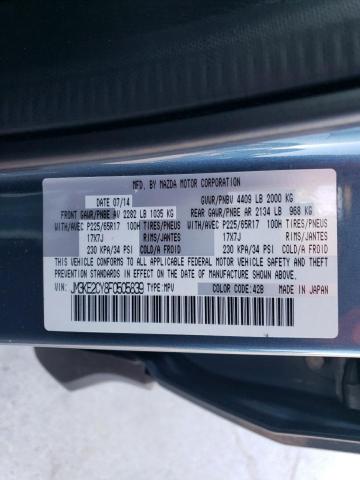 MFD. BY MAZDA MOTOR CORPORATION
DATE 07/14 GVWR/PNBV 4409 LB 2000 KG
FRONT GAWR/PNBE AV 2282 LB 1035 KG REAR GAWR/PNBE AR 2134 LB 968 KG
WITH/AVEC P225/65R17 100H TIRES/PNEUS WITH/AVEC P225/65R17 100H TIRES/PNEUS
17X7J RIMS/JANTES 17X7J RIMS/JANTES
230 KPA/34 PSI COLD/A FROID 230 KPA/34 PSI COLD/A FROID
THIS VEHICLE CONFORMS TO ALL APPLICABLE FEDERAL MOTOR VEHICLE SAFETY, BUMPER, AND THEFT
PREVENTION STANDARDS IN EFFECT ON THE DATE OF MANUFACTURE SHOWN ABOVE.
JM3KE2CY8F0505839 TYPE:MPV COLOR CODE:42B MADE IN JAPAN